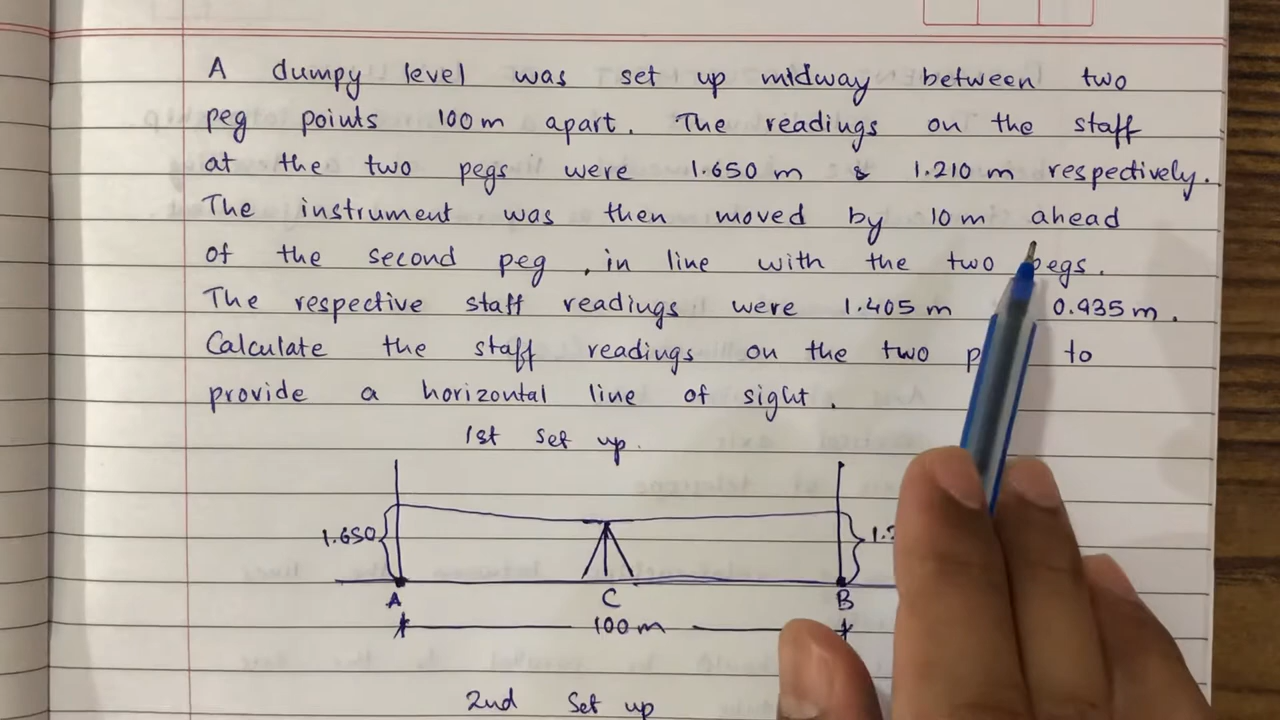 A dumpy level was set up midway between two
peg points 100m apart. The readings on the staff
at the two pegs were 1.650 m & 1.210 m respectively.
The instrument was then moved by 10m ahead
of the second peg, in line with the two pegs.
The respective staff readings were 1.405 m 0.935 m.
Calculate the staff readings on the two to
provide a horizontal line of sight.
1st set up.
1.650
A C B
100 m
2nd Set up